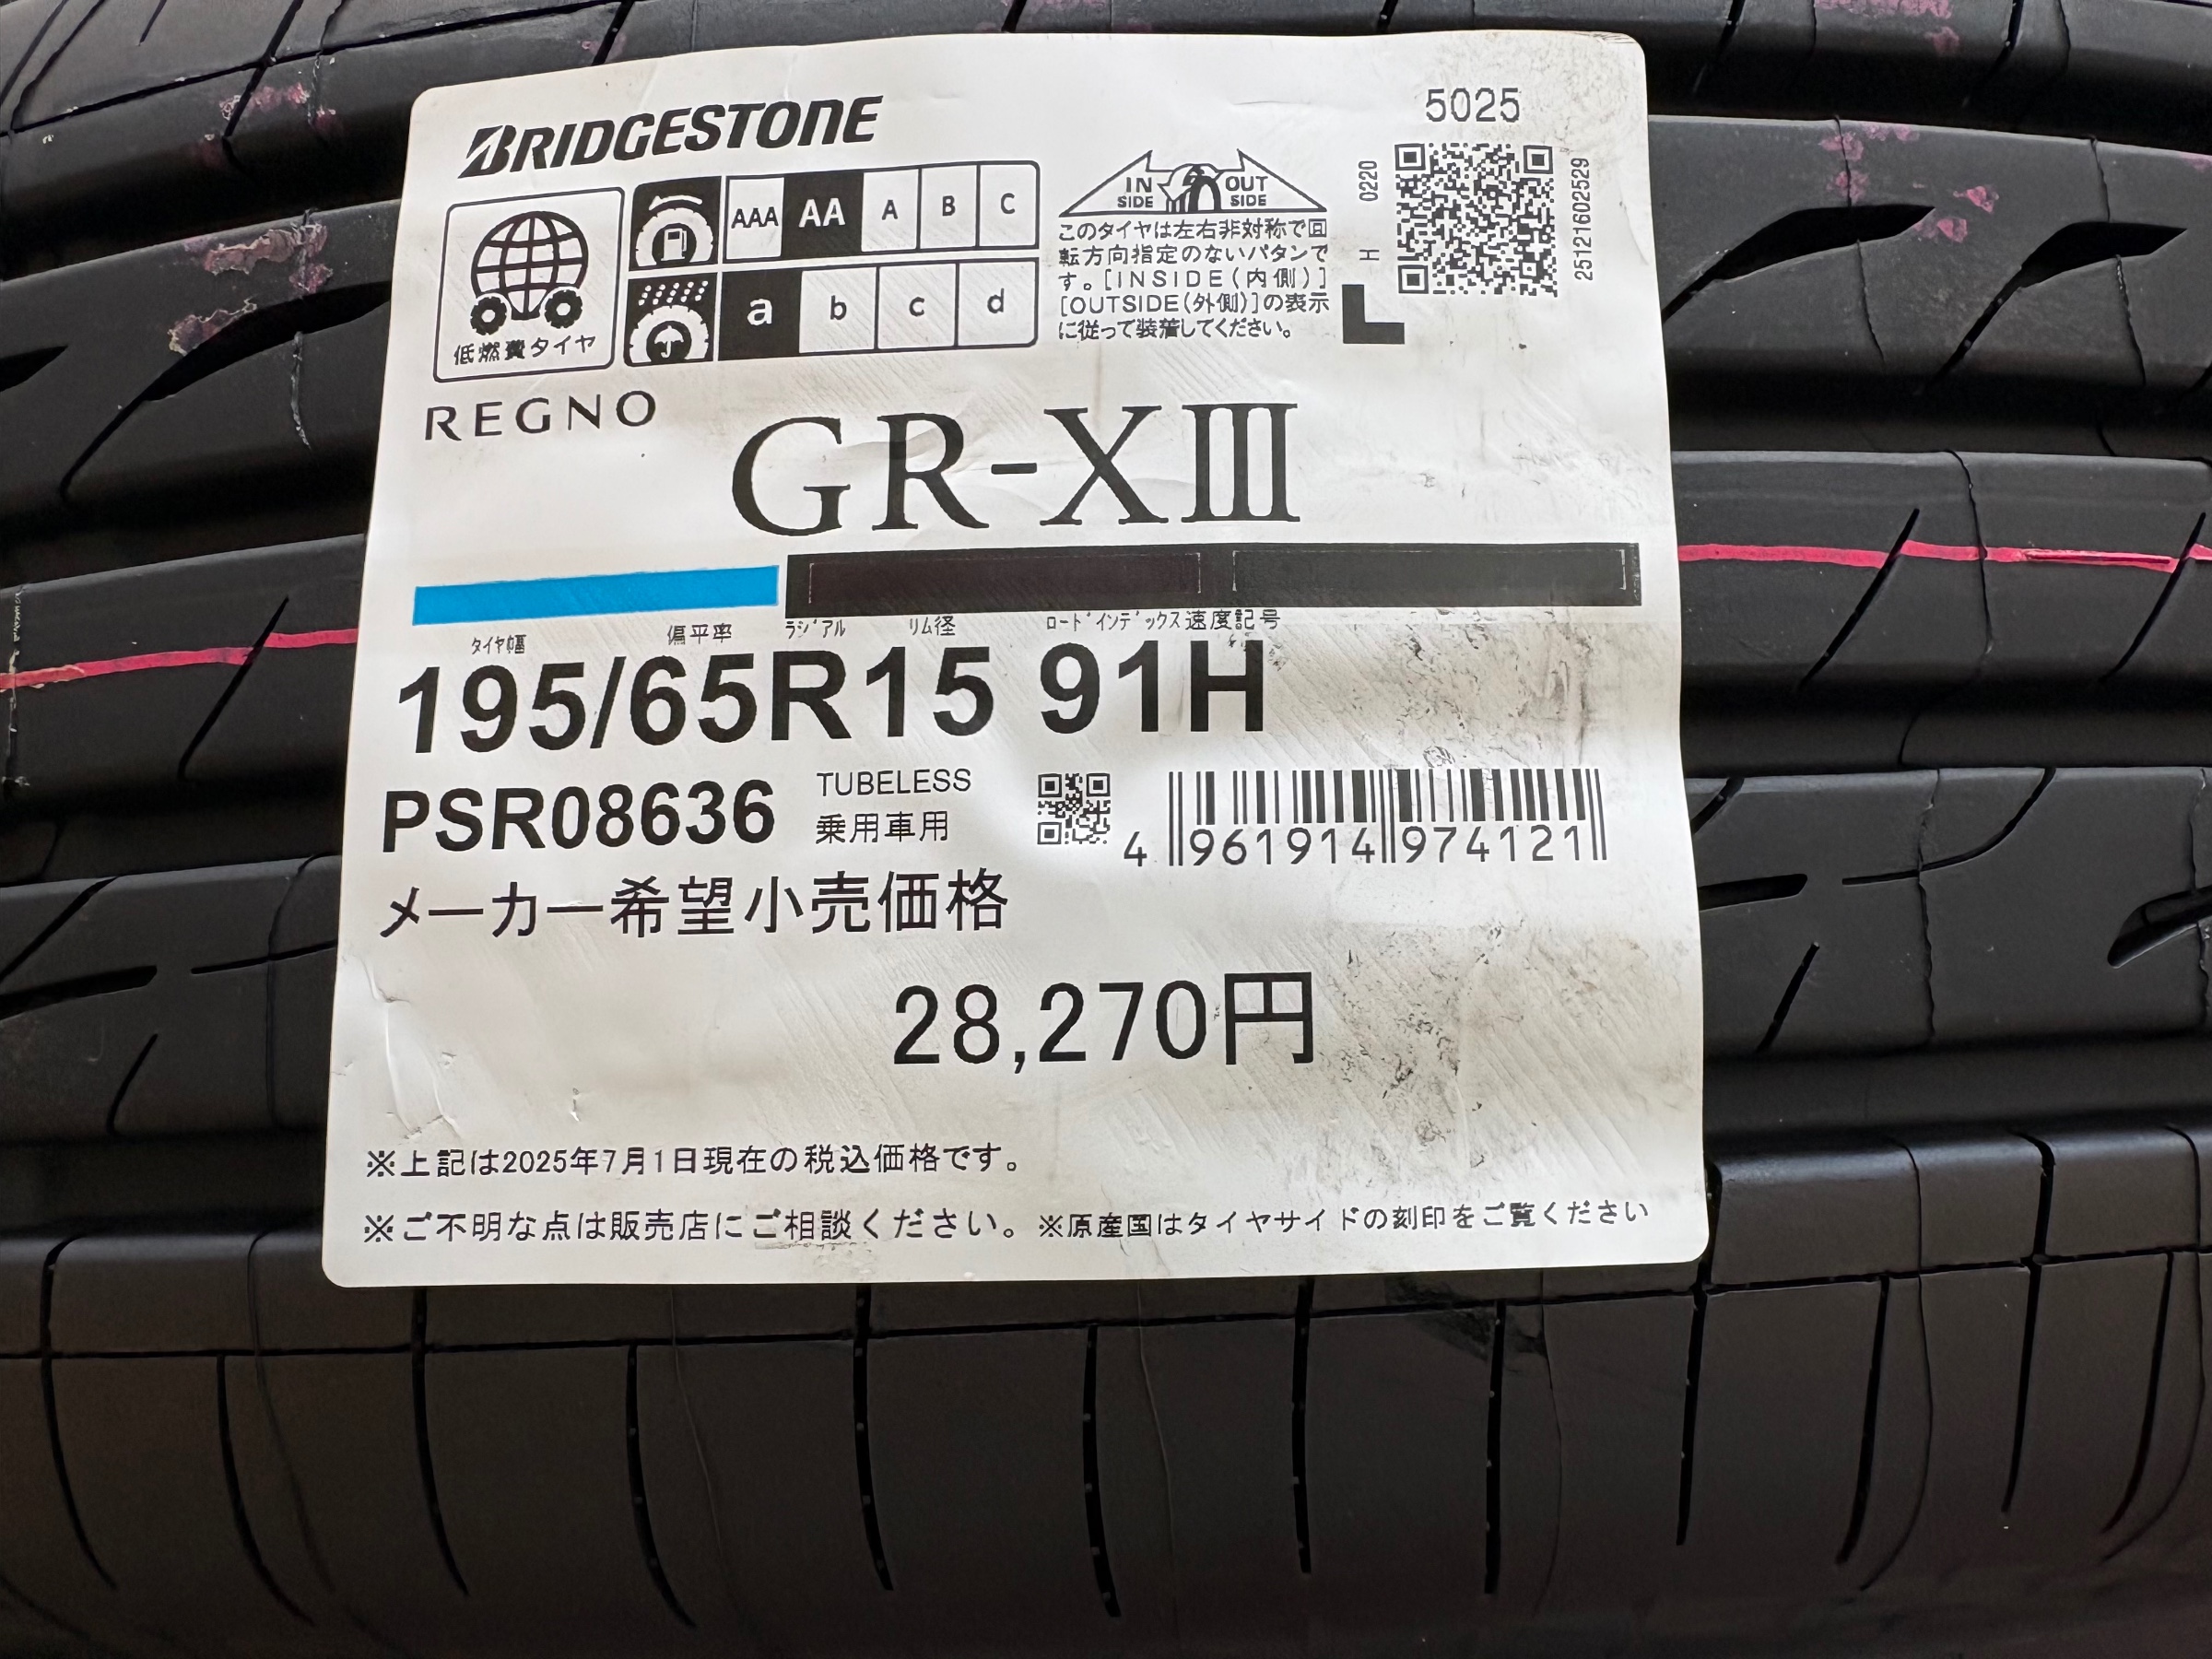 BRIDGESTONE
5025
低燃費タイヤ
AAA AA A B C
a b c d
IN SIDE OUT SIDE
このタイヤは左右非対称で回
転方向指定のないパタンで
す。[INSIDE(内側)]
[OUTSIDE(外側)]の表示
に従って装着してください。
0220
H
L
25121602529
REGNO
GR-XIII
タイヤ幅 偏平率 ラジアル リム径 ロードインデックス 速度記号
195/65R15 91H
PSR08636
TUBELESS
乗用車用
4 961914 974121
メーカー希望小売価格
28,270円
※上記は2025年7月1日現在の税込価格です。
※ご不明な点は販売店にご相談ください。※原産国はタイヤサイドの刻印をご覧ください